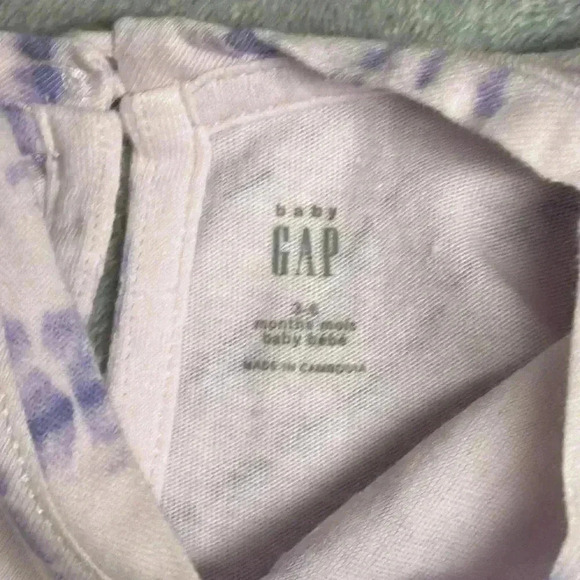 baby
GAP
3-6
months mois
baby bébé
MADE IN CAMBODIA